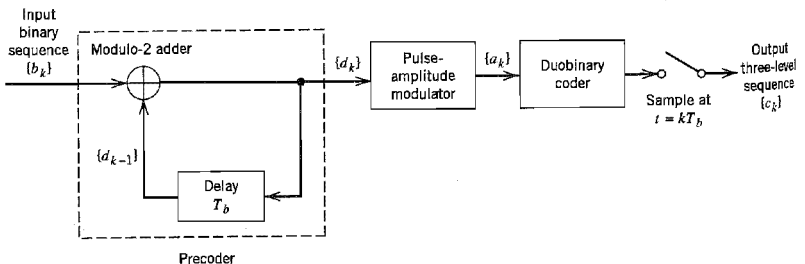 Input
binary
sequence
{b_k}
Modulo-2 adder
{d_k}
Pulse-
amplitude
modulator
{a_k}
Duobinary
coder
Output
three-level
sequence
{c_k}
Sample at
t = kT_b
{d_{k-1}}
Delay
T_b
Precoder